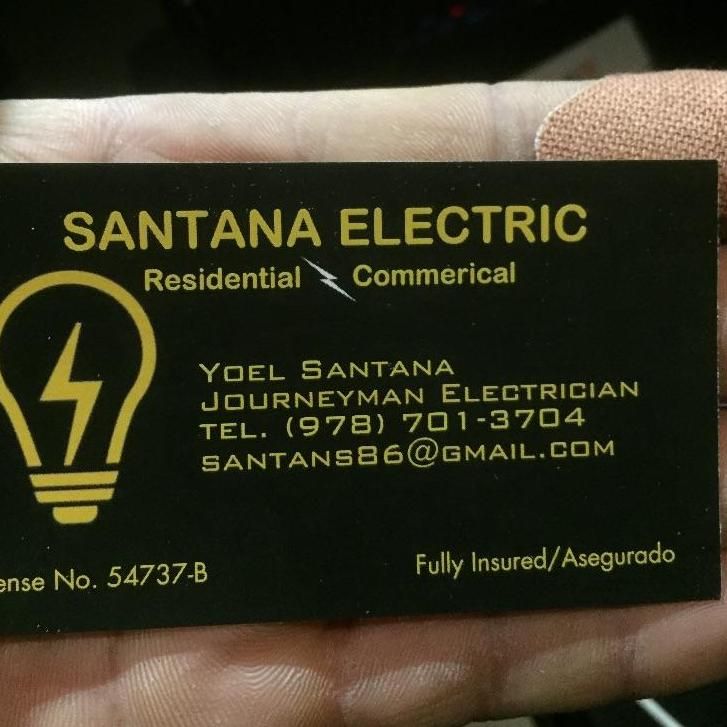 SANTANA ELECTRIC
Residential Commerical
YOEL SANTANA
JOURNEYMAN ELECTRICIAN
TEL. (978) 701-3704
SANTANS86@GMAIL.COM
ense No. 54737-B
Fully Insured/Asegurado